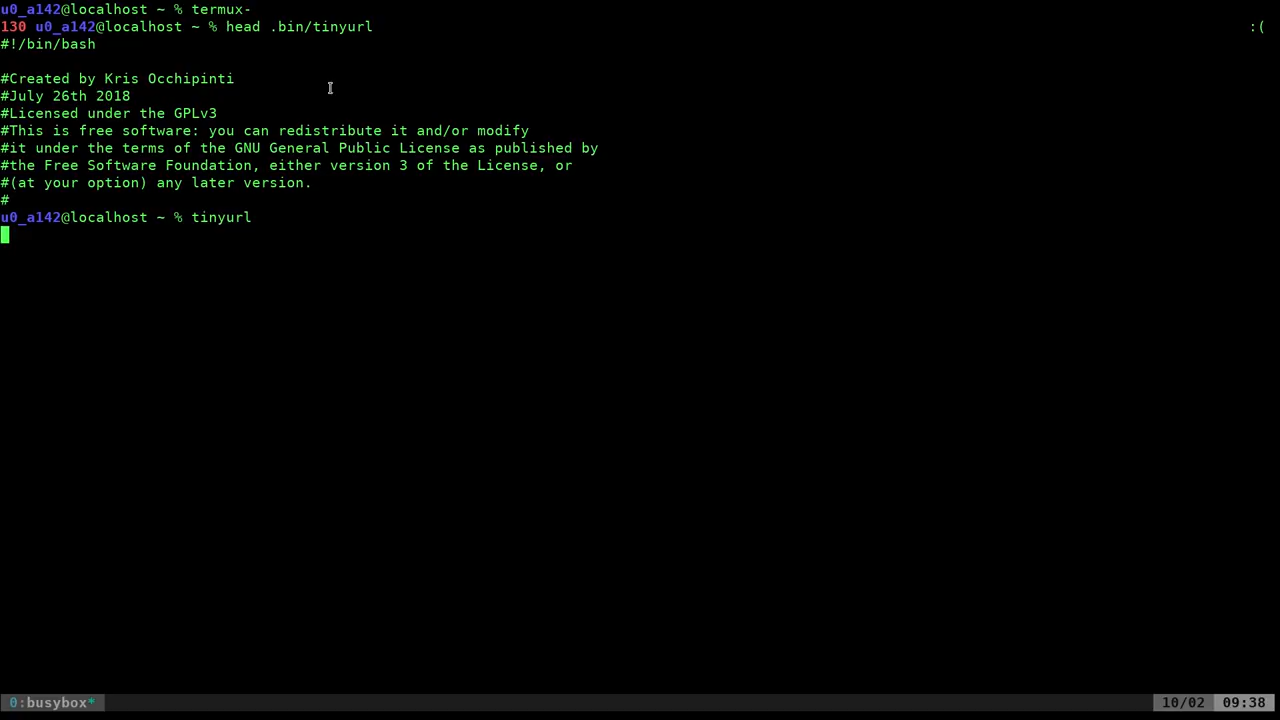 u0_a142@localhost ~ % termux-
130 u0_a142@localhost ~ % head .bin/tinyurl :(
#!/bin/bash
#Created by Kris Occhipinti
#July 26th 2018
#Licensed under the GPLv3
#This is free software: you can redistribute it and/or modify
#it under the terms of the GNU General Public License as published by
#the Free Software Foundation, either version 3 of the License, or
#(at your option) any later version.
#
u0_a142@localhost ~ % tinyurl
0:busybox* 10/02 09:38